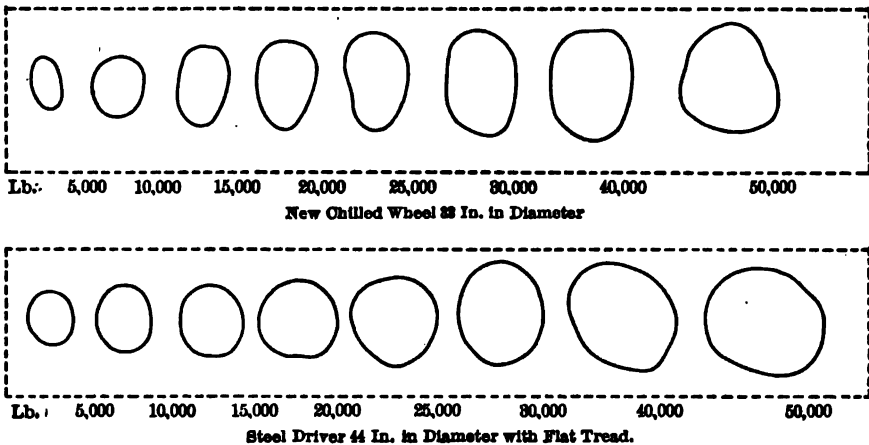 Lb. 5,000 10,000 15,000 20,000 25,000 30,000 40,000 50,000
New Chilled Wheel 33 In. in Diameter
Lb. 5,000 10,000 15,000 20,000 25,000 30,000 40,000 50,000
Steel Driver 44 In. in Diameter with Flat Tread.